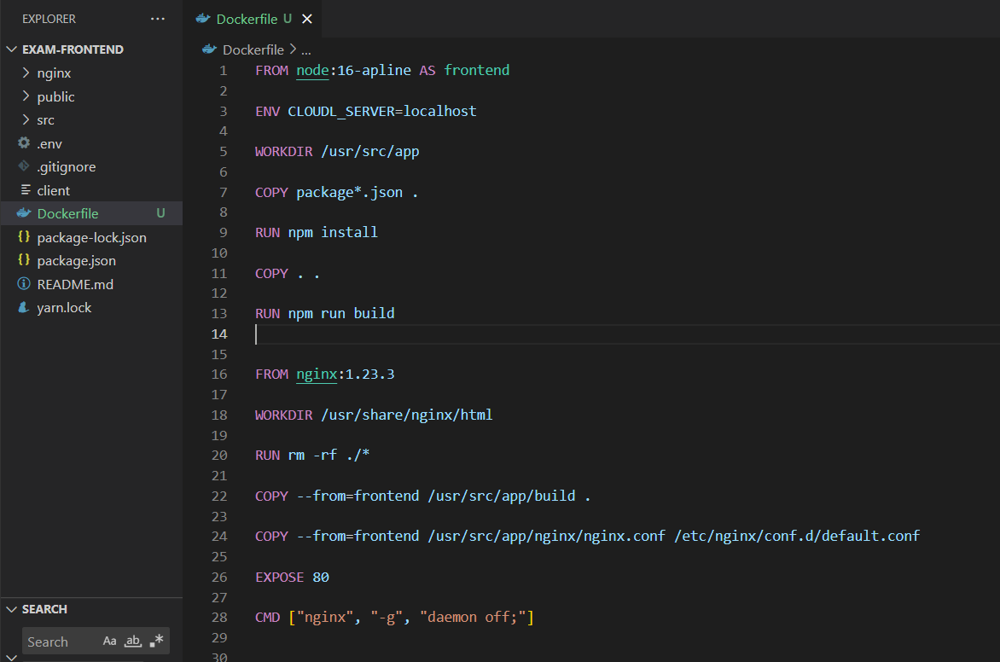 EXPLORER ...
EXAM-FRONTEND
nginx
public
src
.env
.gitignore
client
Dockerfile U
package-lock.json
package.json
README.md
yarn.lock
SEARCH
Search Aa ab, .*
Dockerfile U
Dockerfile > ...
1 FROM node:16-apline AS frontend
2
3 ENV CLOUDL_SERVER=localhost
4
5 WORKDIR /usr/src/app
6
7 COPY package*.json .
8
9 RUN npm install
10
11 COPY . .
12
13 RUN npm run build
14
15
16 FROM nginx:1.23.3
17
18 WORKDIR /usr/share/nginx/html
19
20 RUN rm -rf ./*
21
22 COPY --from=frontend /usr/src/app/build .
23
24 COPY --from=frontend /usr/src/app/nginx/nginx.conf /etc/nginx/conf.d/default.conf
25
26 EXPOSE 80
27
28 CMD ["nginx", "-g", "daemon off;"]
29
30